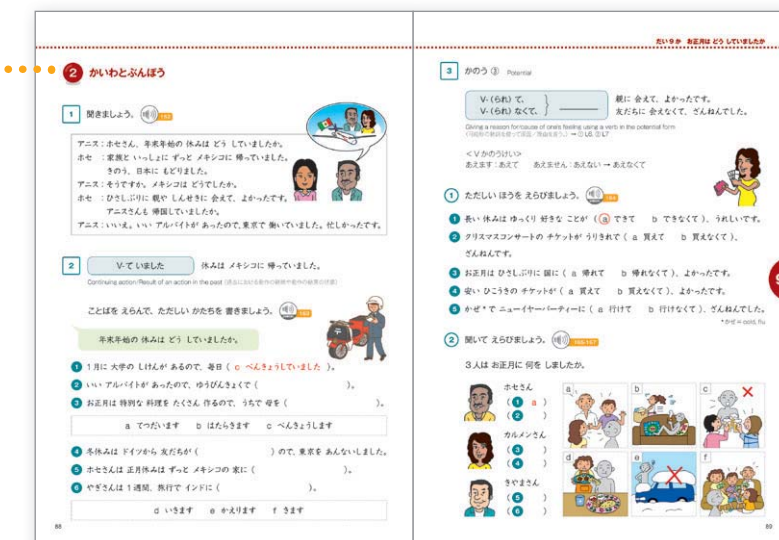 2 かいわとぶんぽう
1 聞きましょう。
アニス：ホセさん、年末年始の 休みは どう していましたか。
ホセ ：家族と いっしょに ずっと メキシコに 帰っていました。
きのう、日本に もどりました。
アニス：そうですか。メキシコは どうでしたか。
ホセ ：ひさしぶりに 親や しんせきに 会えて、よかったです。
アニスさんも 帰国していましたか。
アニス：いいえ。いい アルバイトが あったので、東京で 働いていました。忙しかったです。
2 V-て いました 休みは メキシコに 帰っていました。
Continuing action/Result of an action in the past
ことばを えらんで、ただしい かたちを 書きましょう。
年末年始の 休みは どう していましたか。
1 1月に 大学の しけんが あるので、毎日（ c べんきょうしていました ）。
2 いい アルバイトが あったので、ゆうびんきょくで（ ）。
3 お正月は 特別な 料理を たくさん 作るので、うちで 母を（ ）。
a てつだいます b はたらきます c べんきょうします
4 冬休みは ドイツから 友だちが（ ）ので、東京を あんないしました。
5 ホセさんは 正月休みは ずっと メキシコの 家に（ ）。
6 やぎさんは 1週間、旅行で インドに（ ）。
d いきます e かえります f きます
88
だい9か お正月は どう していましたか
3 かのう ③ Potential
V-(られ) て、
V-(られ) なくて、
親に 会えて、よかったです。
友だちに 会えなくて、ざんねんでした。
Giving a reason for/cause of one's feeling using a verb in the potential form
＜V かのうけい＞
あえます：あえて あえません：あえない → あえなくて
1 ただしい ほうを えらびましょう。
1 長い 休みは ゆっくり 好きな ことが（ a できて b できなくて ）、うれしいです。
2 クリスマスコンサートの チケットが うりきれで（ a 買えて b 買えなくて ）、
ざんねんです。
3 お正月は ひさしぶりに 国に（ a 帰れて b 帰れなくて ）、よかったです。
4 安い ひこうきの チケットが（ a 買えて b 買えなくて ）、よかったです。
5 かぜ* で ニューイヤーパーティーに（ a 行けて b 行けなくて ）、ざんねんでした。
*かぜ = cold, flu
2 聞いて えらびましょう。
3人は お正月に 何を しましたか。
ホセさん
（ 1 a ）
（ 2 ）
カルメンさん
（ 3 ）
（ 4 ）
きやまさん
（ 5 ）
（ 6 ）
a b c
d e f
9
89